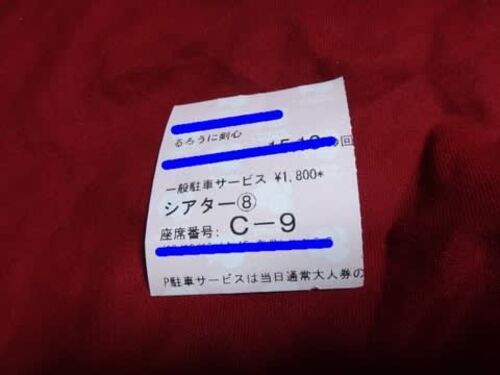 るろうに剣心
の回
一般駐車サービス ¥1,800*
シアター⑧
座席番号: C-9
P駐車サービスは当日通常大人券の